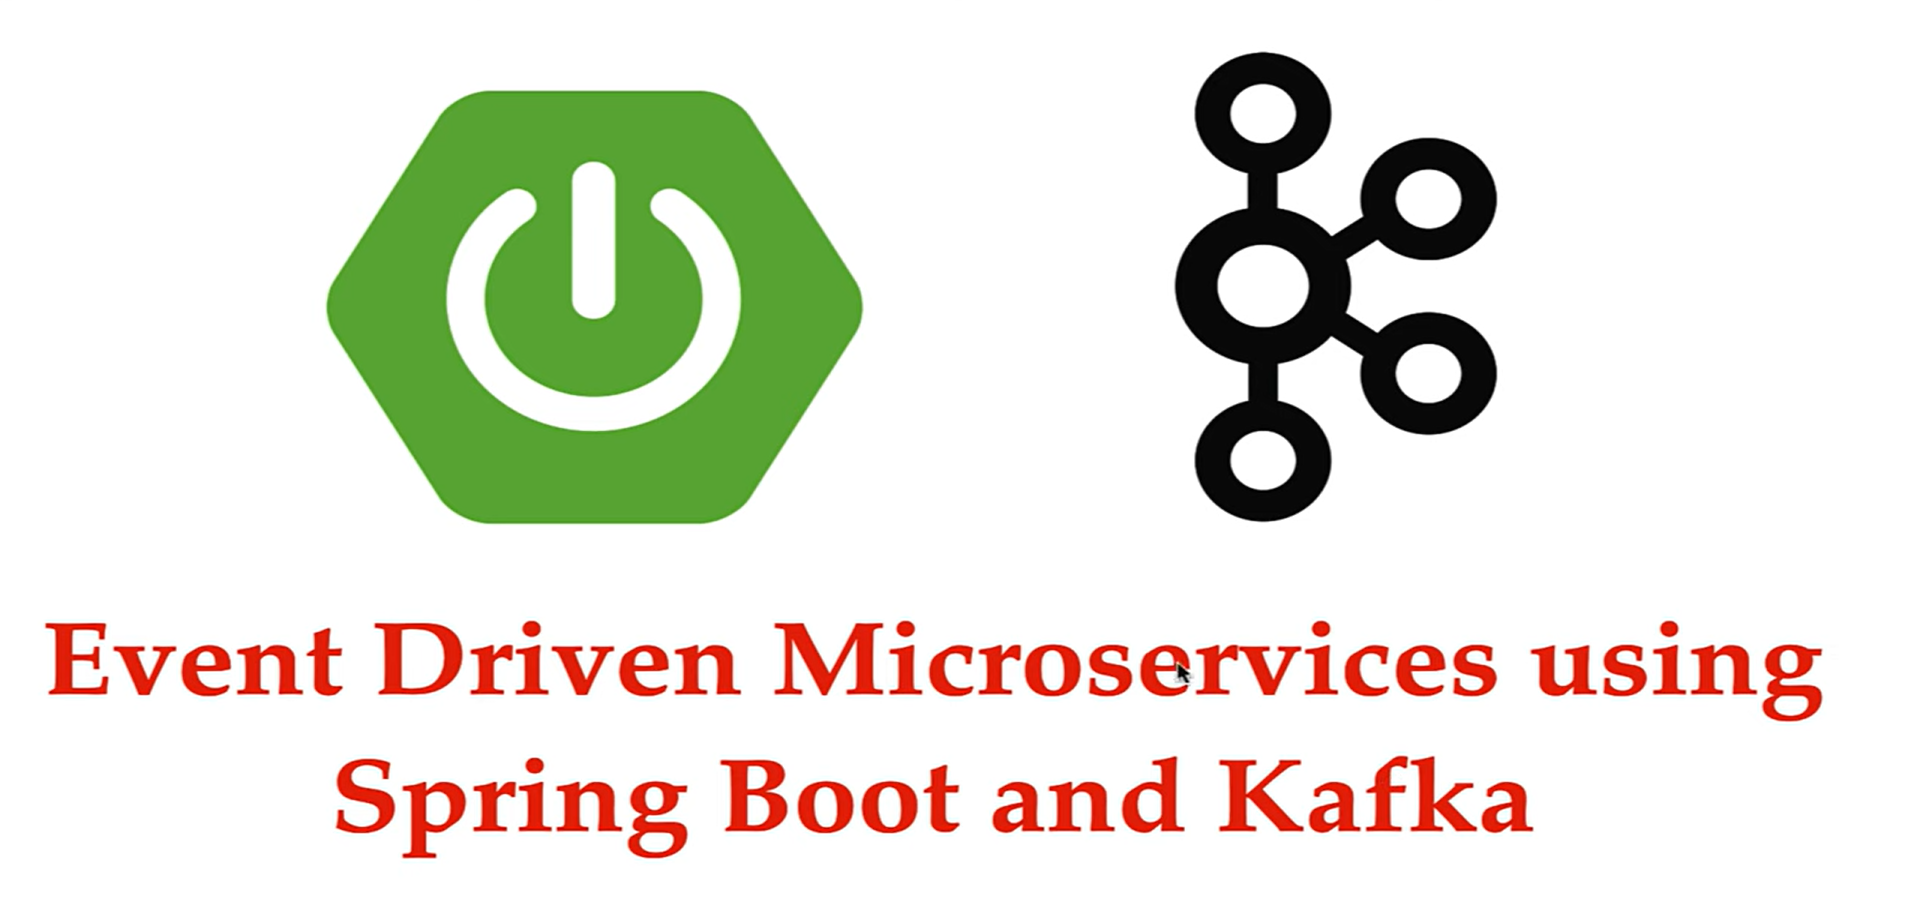 Event Driven Microservices using
Spring Boot and Kafka